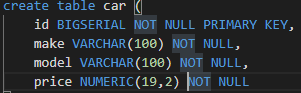 create table car (
id BIGSERIAL NOT NULL PRIMARY KEY,
make VARCHAR(100) NOT NULL,
model VARCHAR(100) NOT NULL,
price NUMERIC(19,2) NOT NULL